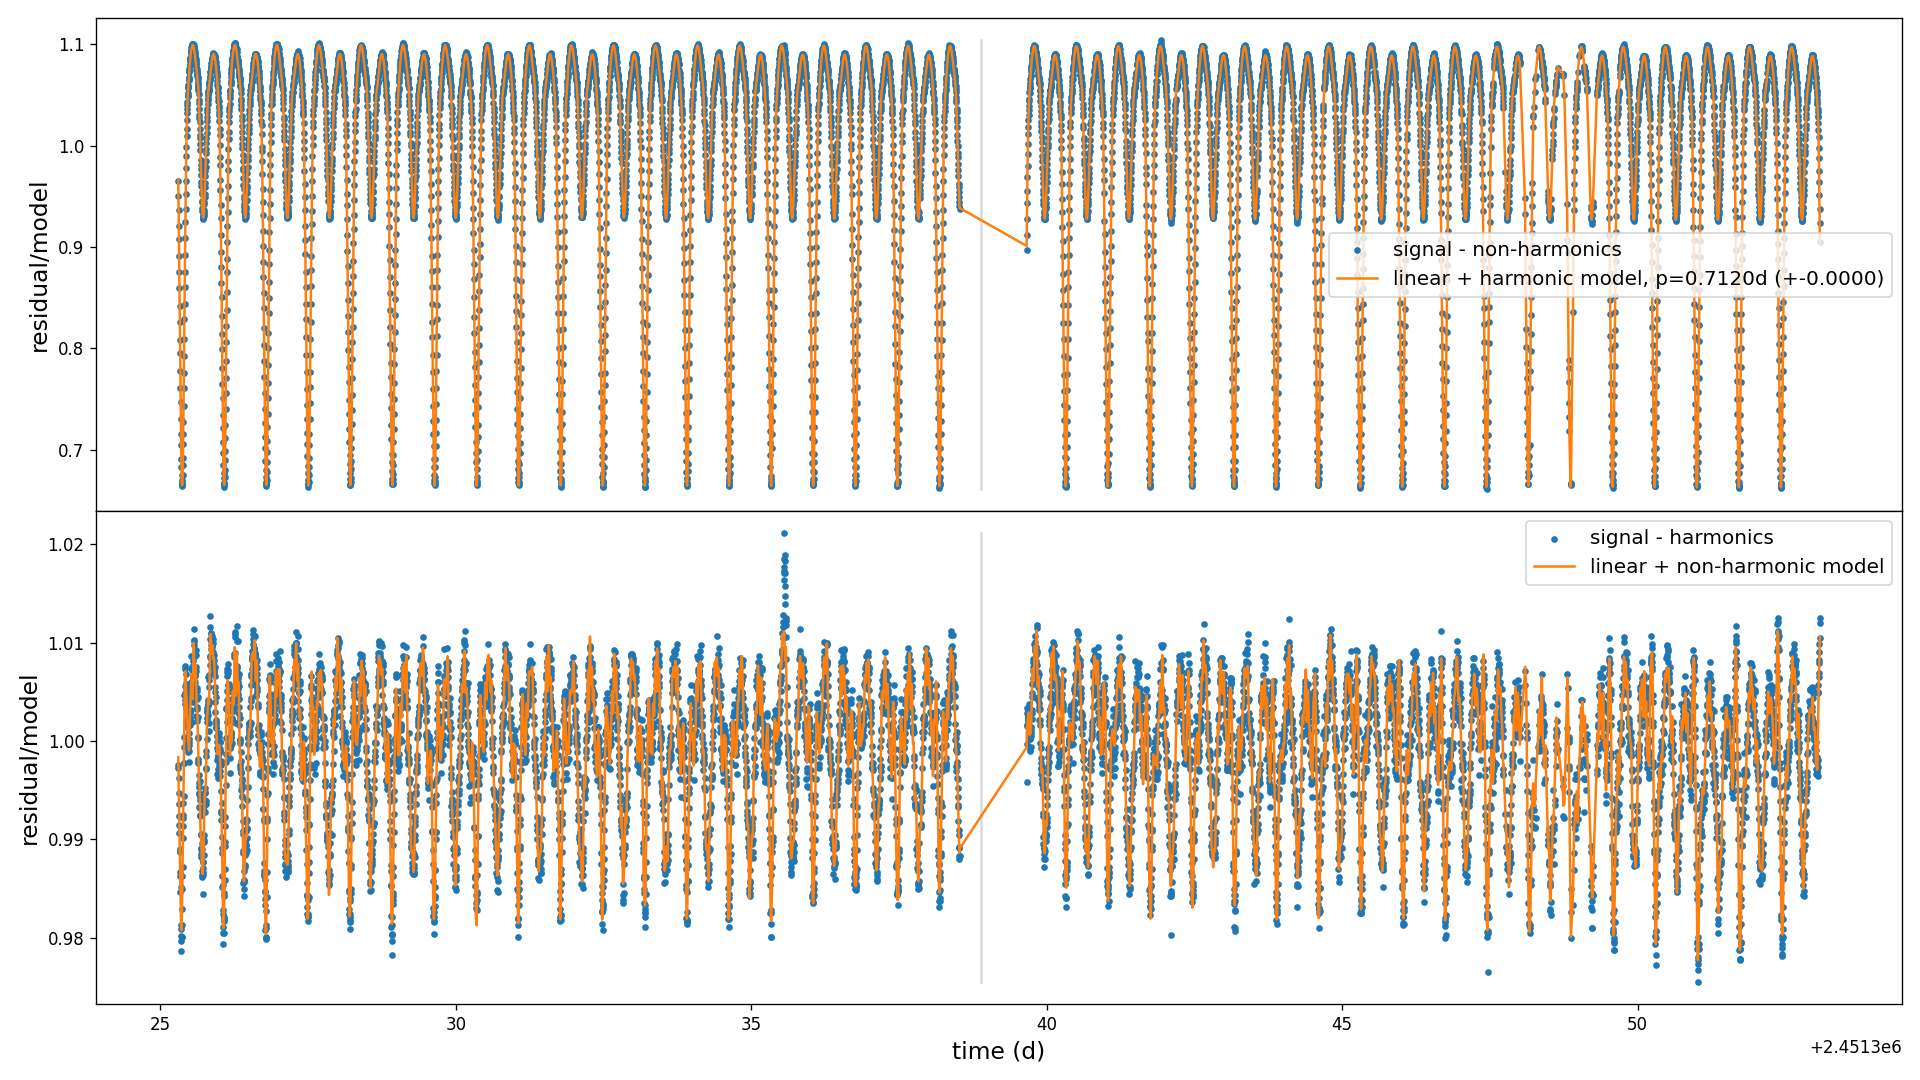 1.1
1.0
0.9
0.8
0.7
residual/model
signal - non-harmonics
linear + harmonic model, p=0.7120d (+-0.0000)
1.02
1.01
1.00
0.99
0.98
residual/model
signal - harmonics
linear + non-harmonic model
25
30
35
40
45
50
time (d)
+2.4513e6